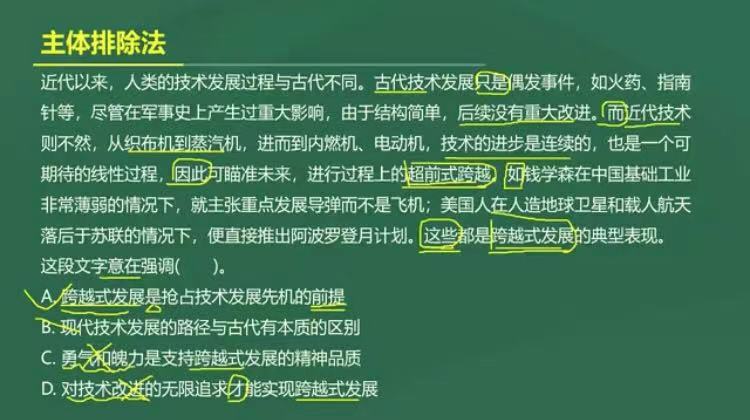 主体排除法
近代以来，人类的技术发展过程与古代不同。古代技术发展只是偶发事件，如火药、指南
针等，尽管在军事史上产生过重大影响，由于结构简单，后续没有重大改进。而近代技术
则不然，从织布机到蒸汽机，进而到内燃机、电动机，技术的进步是连续的，也是一个可
期待的线性过程，因此可瞄准未来，进行过程上的超前式跨越。如钱学森在中国基础工业
非常薄弱的情况下，就主张重点发展导弹而不是飞机；美国人在人造地球卫星和载人航天
落后于苏联的情况下，便直接推出阿波罗登月计划。这些都是跨越式发展的典型表现。
这段文字意在强调(　　)。
A. 跨越式发展是抢占技术发展先机的前提
B. 现代技术发展的路径与古代有本质的区别
C. 勇气和魄力是支持跨越式发展的精神品质
D. 对技术改进的无限追求才能实现跨越式发展